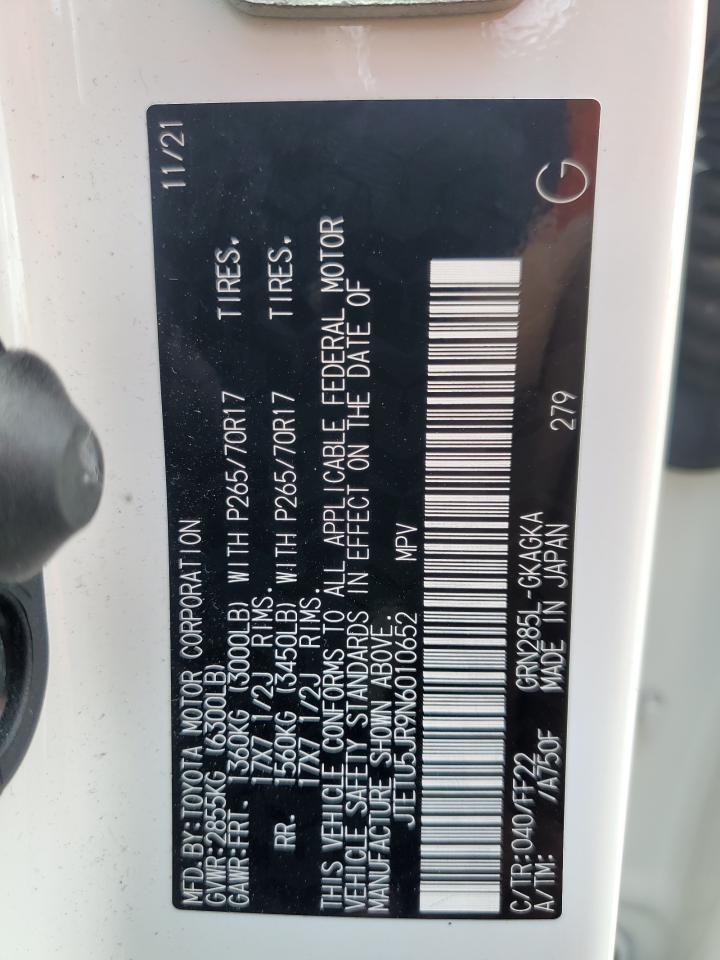 MFD.BY:TOYOTA MOTOR CORPORATION 11/21
GVWR:2855KG (6300LB)
GAWR:FRT. 1360KG (3000LB) WITH P265/70R17 TIRES,
17X7 1/2J RIMS.
RR. 1560KG (3450LB) WITH P265/70R17 TIRES,
17X7 1/2J RIMS.
THIS VEHICLE CONFORMS TO ALL APPLICABLE FEDERAL MOTOR
VEHICLE SAFETY STANDARDS IN EFFECT ON THE DATE OF
MANUFACTURE SHOWN ABOVE.
JTETU5JR9N6010652 MPV
C/TR:040/FF22 GRN285L-GKAGKA
A/TM: /A750F MADE IN JAPAN 279 G